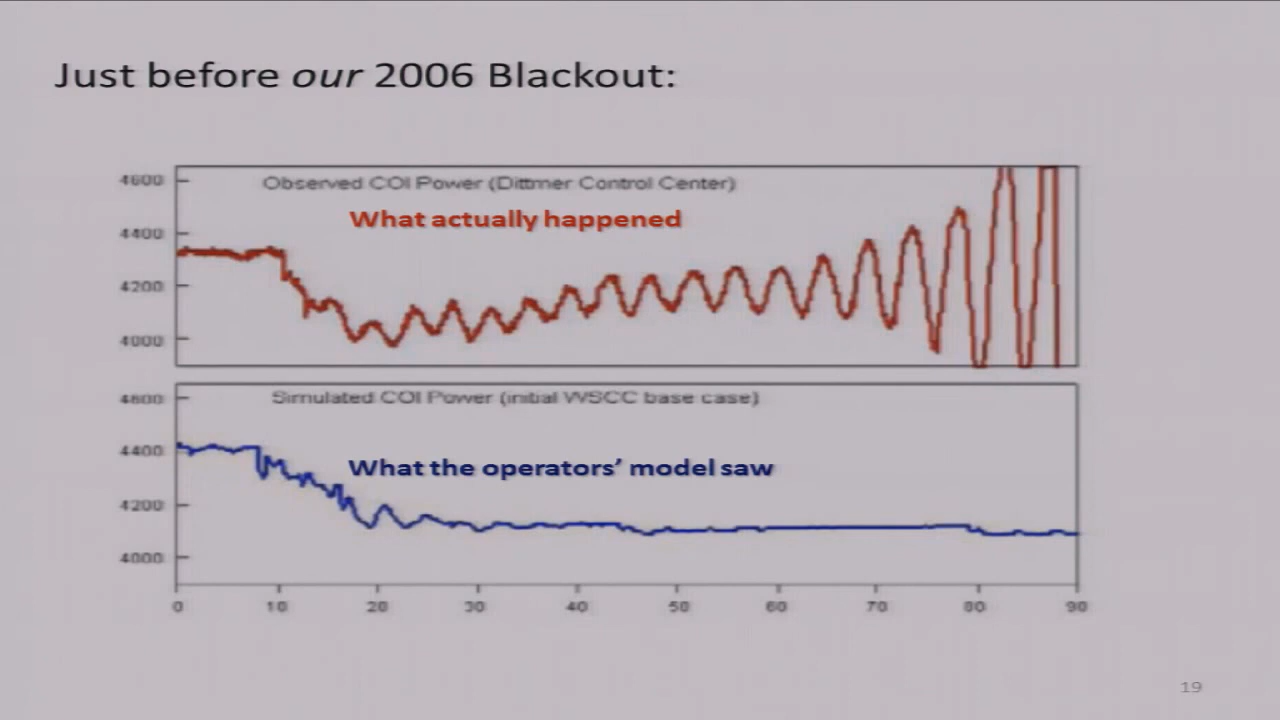 Just before our 2006 Blackout:
Observed COI Power (Dittmer Control Center)
What actually happened
4600
4400
4200
4000
Simulated COI Power (initial WSCC base case)
What the operators' model saw
4600
4400
4200
4000
0 10 20 30 40 50 60 70 80 90
19